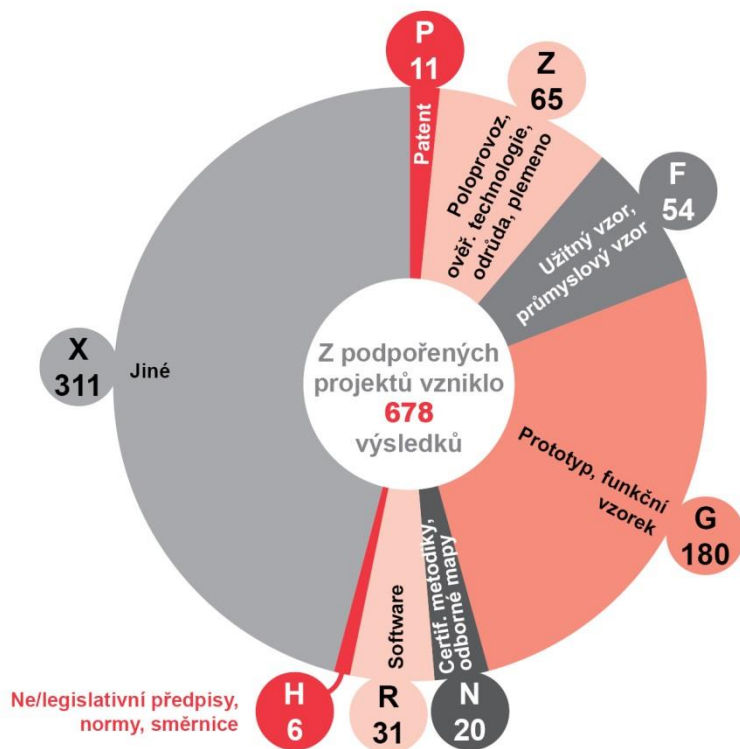 P
11
Patent
Z
65
Poloprovoz,
ověř. technologie,
odrůda, plemeno
F
54
Užitný vzor,
průmyslový vzor
G
180
Prototyp, funkční
vzorek
N
20
Certif. metodiky,
odborné mapy
R
31
Software
H
6
Ne/legislativní předpisy,
normy, směrnice
X
311
Jiné
Z podpořených
projektů vzniklo
678
výsledků